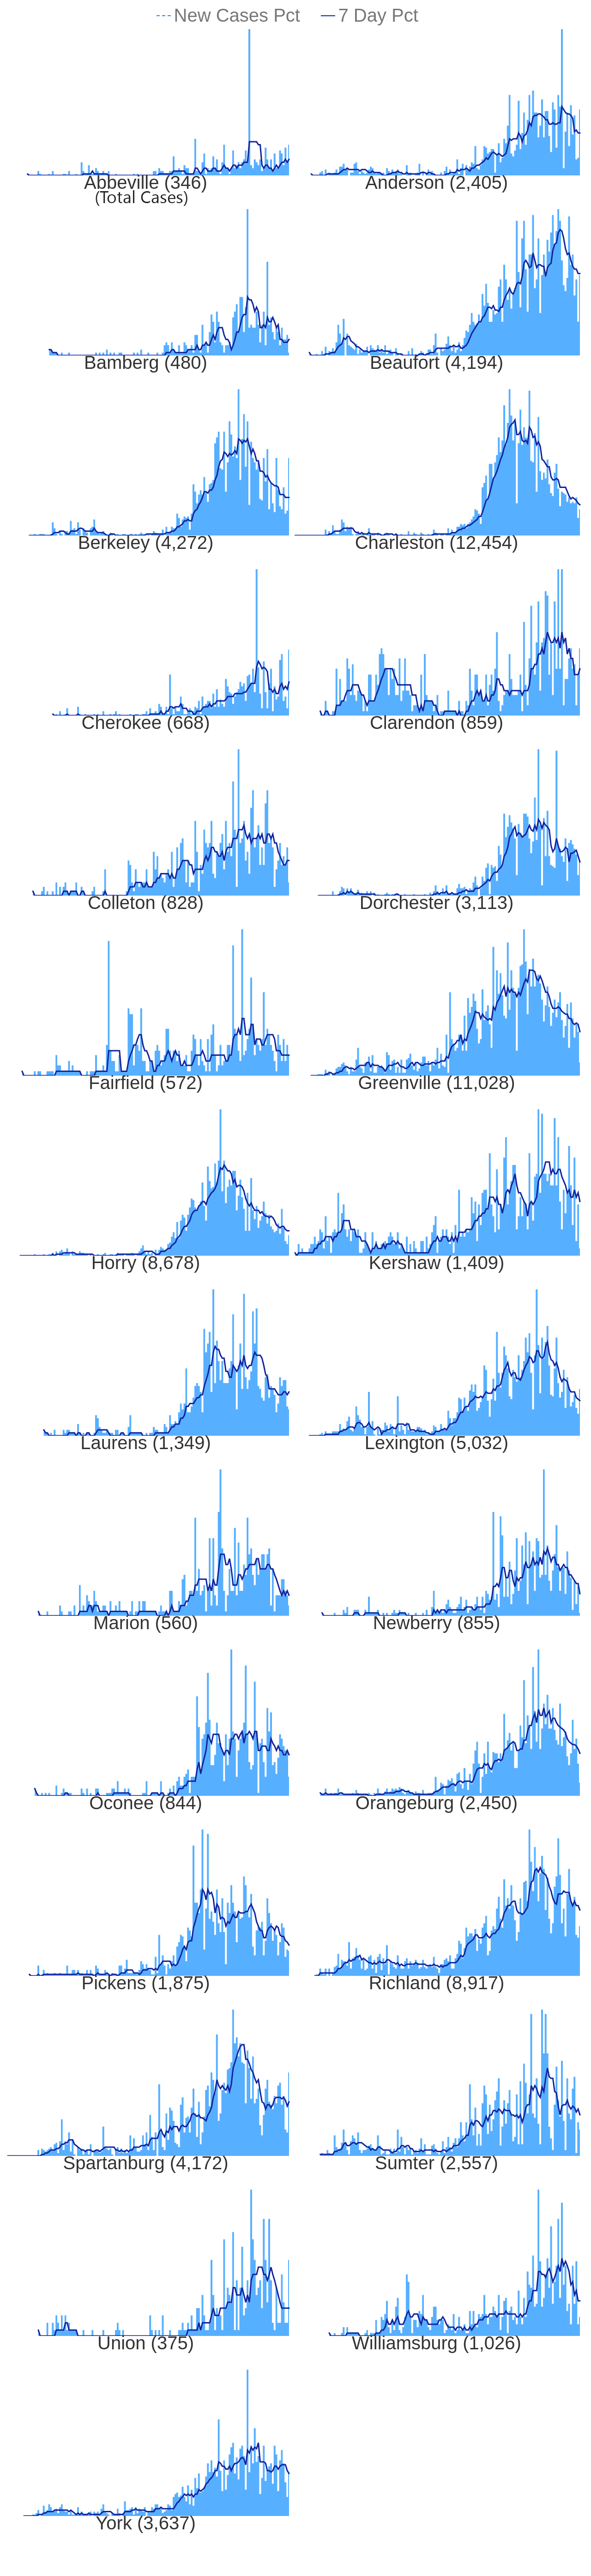 New Cases Pct 7 Day Pct
Abbeville (346) Anderson (2,405)
(Total Cases)
Bamberg (480) Beaufort (4,194)
Berkeley (4,272) Charleston (12,454)
Cherokee (668) Clarendon (859)
Colleton (828) Dorchester (3,113)
Fairfield (572) Greenville (11,028)
Horry (8,678) Kershaw (1,409)
Laurens (1,349) Lexington (5,032)
Marion (560) Newberry (855)
Oconee (844) Orangeburg (2,450)
Pickens (1,875) Richland (8,917)
Spartanburg (4,172) Sumter (2,557)
Union (375) Williamsburg (1,026)
York (3,637)